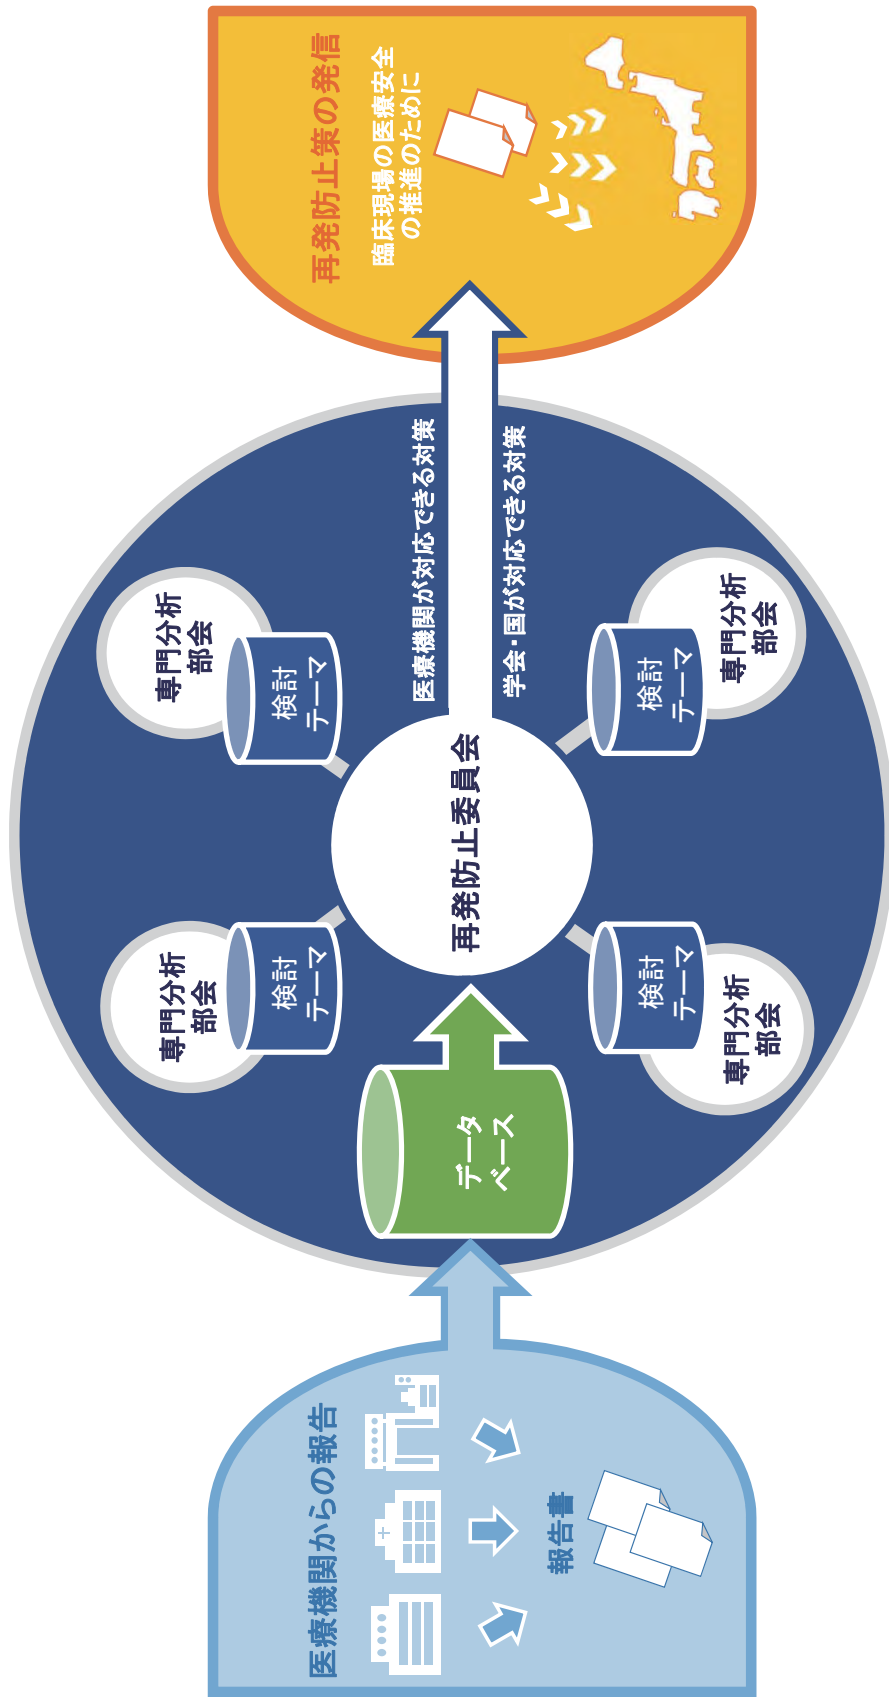 医療機関からの報告
報告書
データ
ベース
専門分析
部会
検討
テーマ
専門分析
部会
検討
テーマ
再発防止委員会
検討
テーマ
専門分析
部会
検討
テーマ
専門分析
部会
医療機関が対応できる対策
学会・国が対応できる対策
再発防止策の発信
臨床現場の医療安全
の推進のために